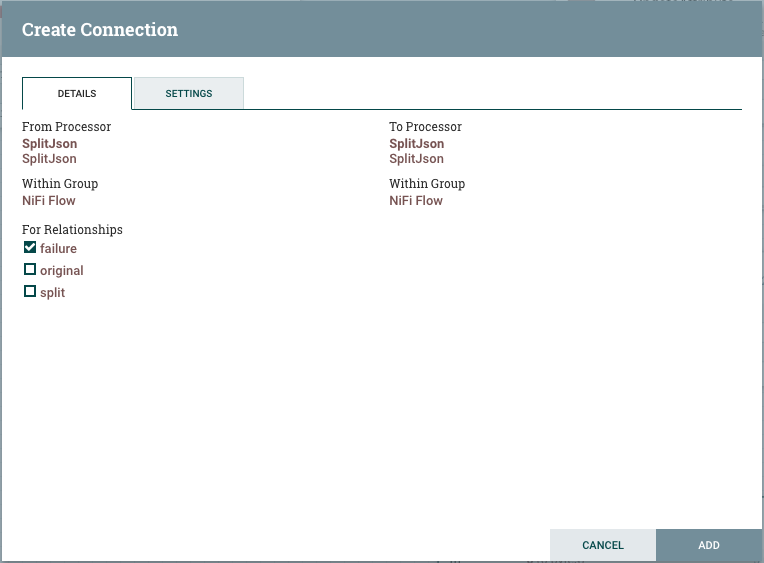 Create Connection
DETAILS
SETTINGS
From Processor
SplitJson
SplitJson
Within Group
NiFi Flow
To Processor
SplitJson
SplitJson
Within Group
NiFi Flow
For Relationships
failure
original
split
CANCEL
ADD